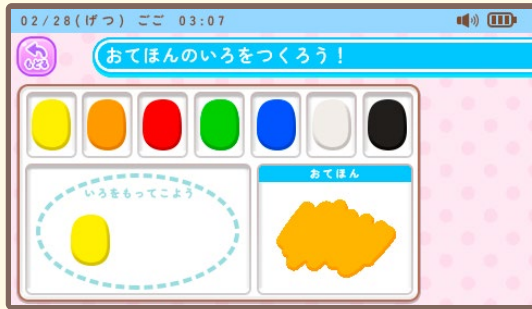 02/28(げつ) ごご 03:07
もどる
おてほんのいろをつくろう！
いろをもってこよう
おてほん